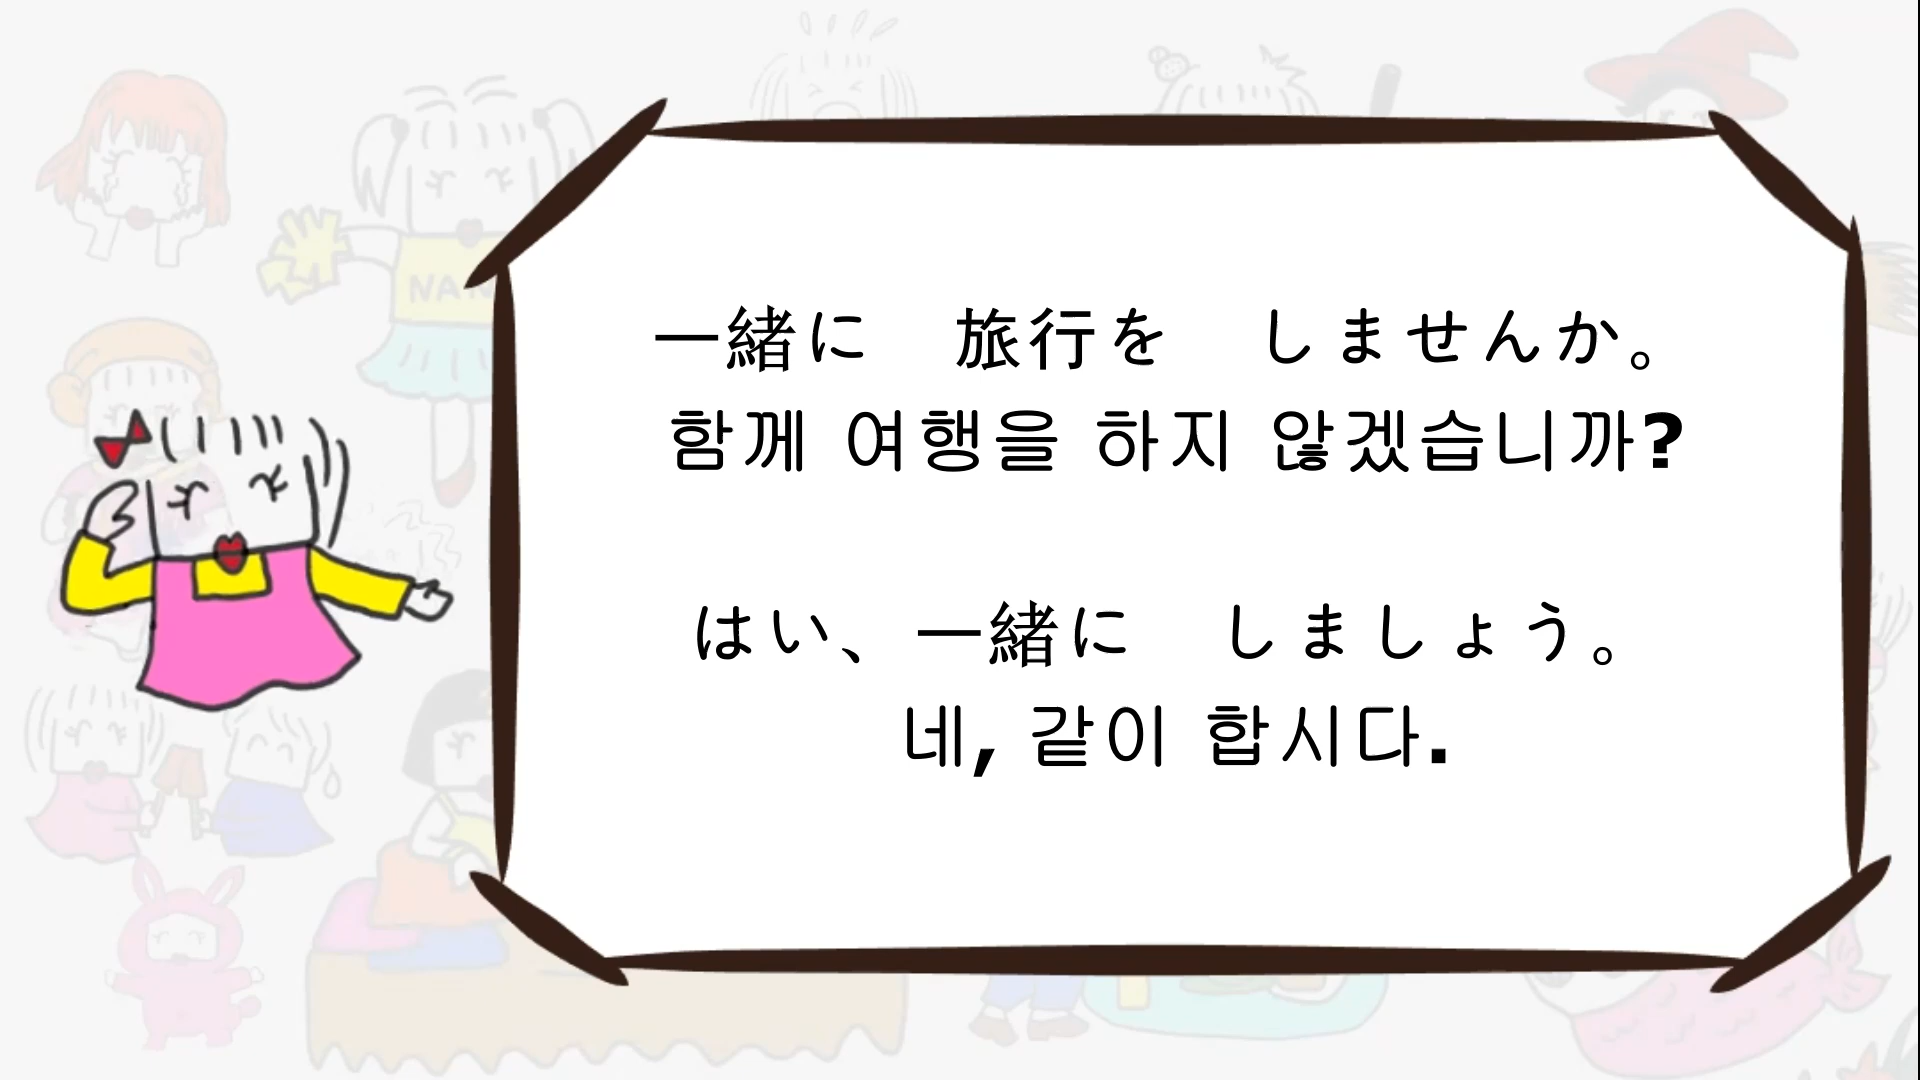 一緒に　旅行を　しませんか。
함께 여행을 하지 않겠습니까?
はい、一緒に　しましょう。
네, 같이 합시다.